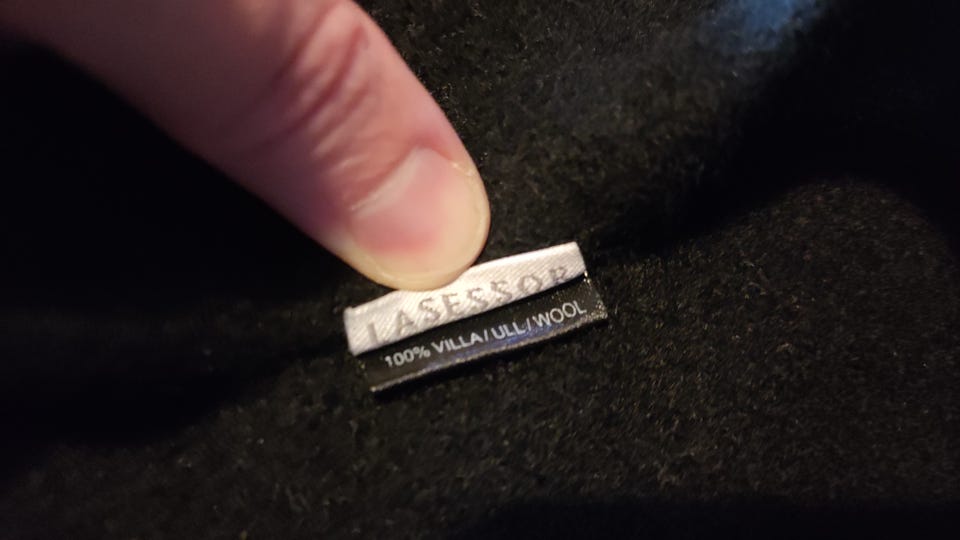 LASESSOR
100% VILLA / ULL / WOOL